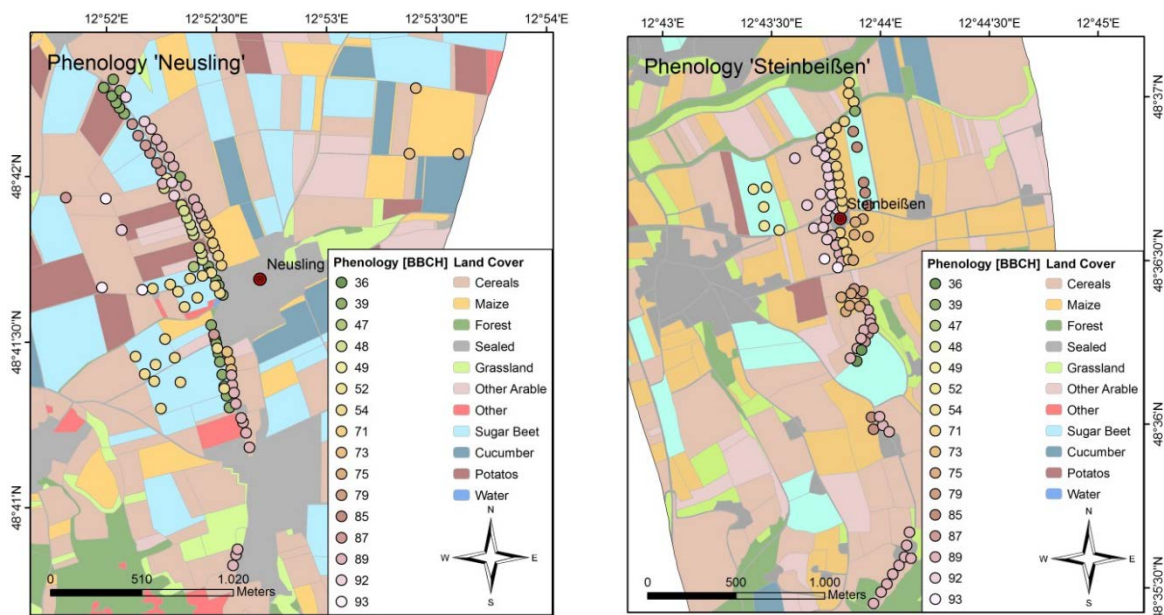 12°52'E 12°52'30"E 12°53'E 12°53'30"E 12°54'E
Phenology 'Neusling'
48°42'N
48°41'30"N
48°41'N
Neusling
Phenology [BBCH] Land Cover
36 Cereals
39 Maize
47 Forest
48 Sealed
49 Grassland
52 Other Arable
54 Other
71 Sugar Beet
73 Cucumber
75 Potatos
79 Water
85
87
89
92
93
N
W E
S
0 510 1.020
Meters
12°43'E 12°43'30"E 12°44'E 12°44'30"E 12°45'E
Phenology 'Steinbeißen'
48°37'N
48°36'30"N
48°36'N
48°35'30"N
Steinbeißen
Phenology [BBCH] Land Cover
36 Cereals
39 Maize
47 Forest
48 Sealed
49 Grassland
52 Other Arable
54 Other
71 Sugar Beet
73 Cucumber
75 Potatos
79 Water
85
87
89
92
93
N
W E
S
0 500 1.000
Meters